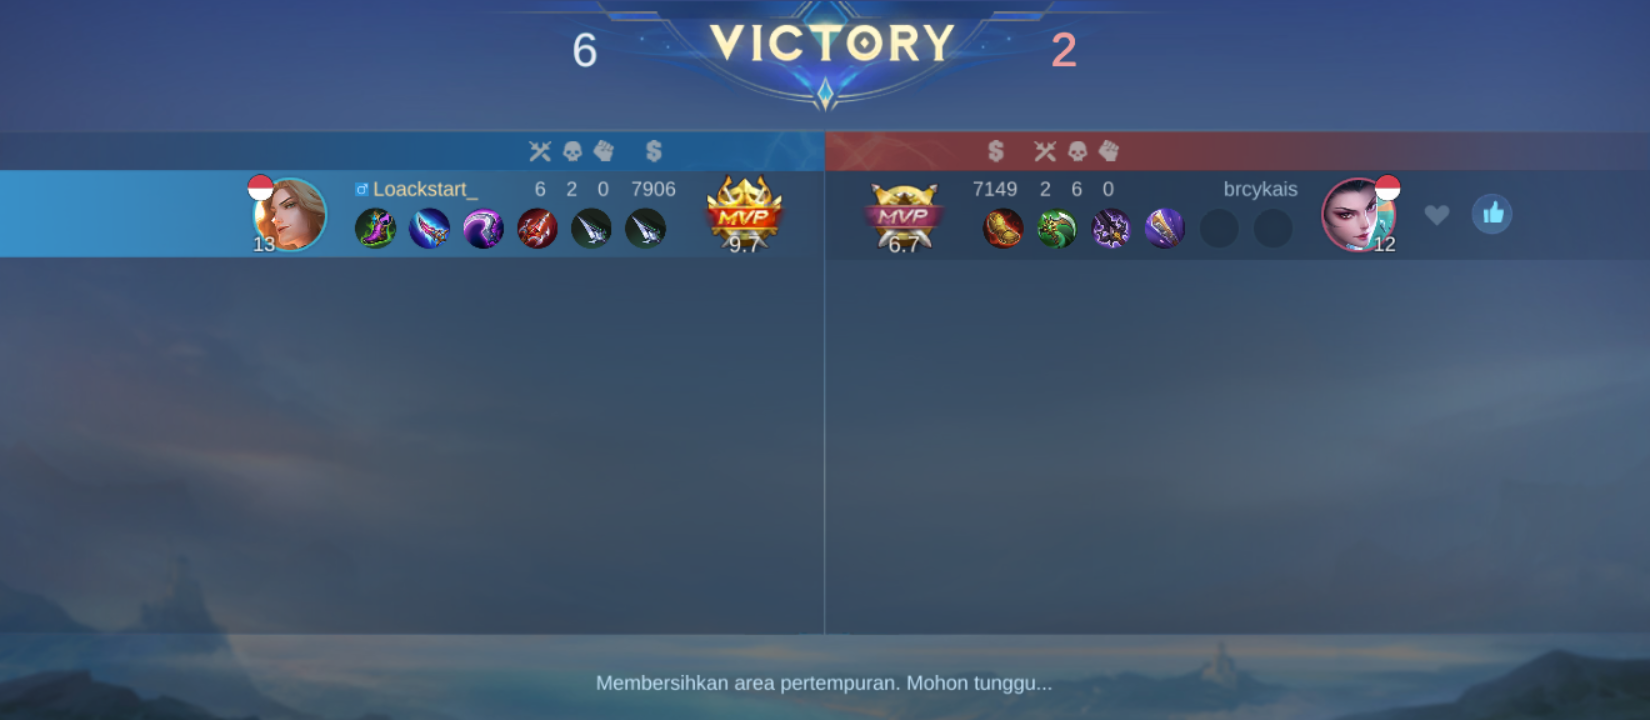 6 VICTORY 2
Loackstart_ 6 2 0 7906 MVP 9.7 13
MVP 6.7 7149 2 6 0 brcykais 12
Membersihkan area pertempuran. Mohon tunggu...